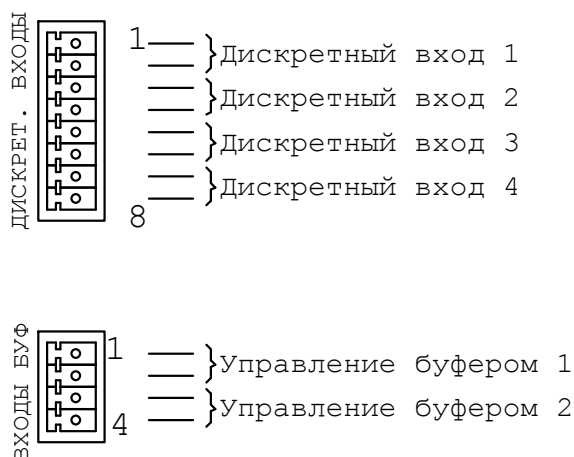 ДИСКРЕТ. ВХОДЫ
1
Дискретный вход 1
Дискретный вход 2
Дискретный вход 3
Дискретный вход 4
8
ВХОДЫ БУФ
1
Управление буфером 1
Управление буфером 2
4